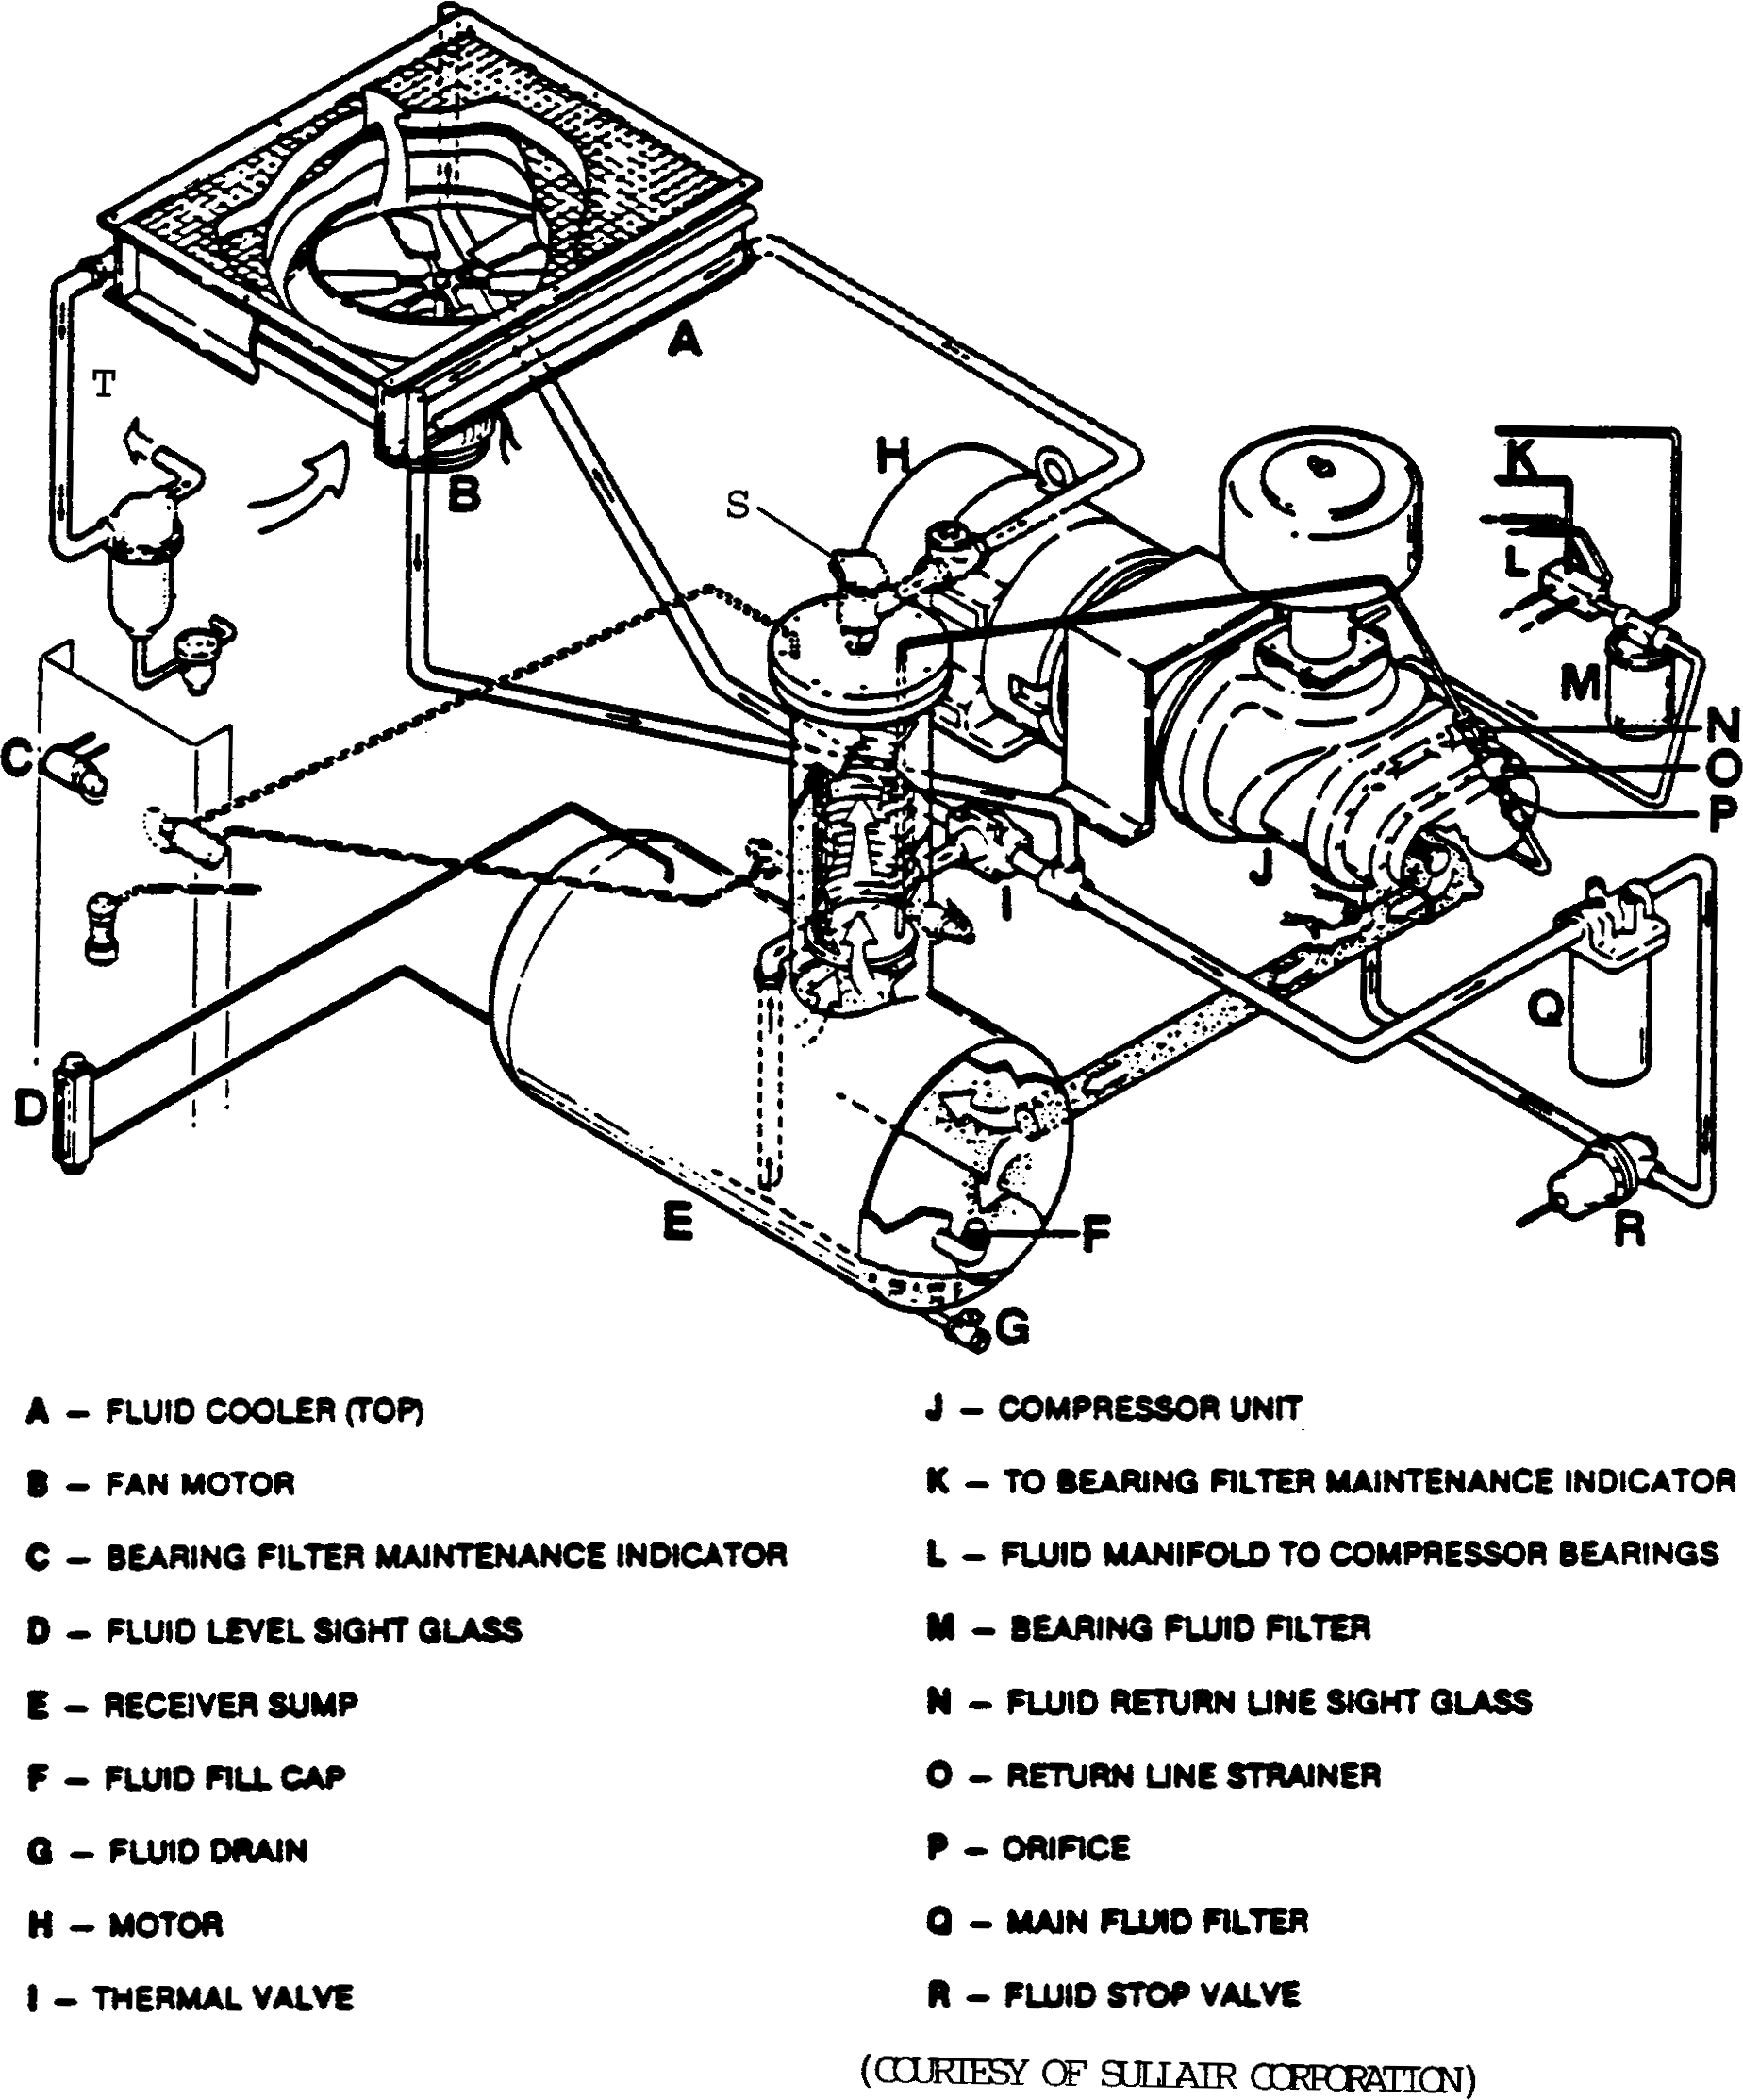 A
T
B
H
S
K
L
M
C
N
O
P
I
J
Q
D
E
F
R
G
A – FLUID COOLER (TOP)
B – FAN MOTOR
C – BEARING FILTER MAINTENANCE INDICATOR
D – FLUID LEVEL SIGHT GLASS
E – RECEIVER SUMP
F – FLUID FILL CAP
G – FLUID DRAIN
H – MOTOR
I – THERMAL VALVE
J – COMPRESSOR UNIT
K – TO BEARING FILTER MAINTENANCE INDICATOR
L – FLUID MANIFOLD TO COMPRESSOR BEARINGS
M – BEARING FLUID FILTER
N – FLUID RETURN LINE SIGHT GLASS
O – RETURN LINE STRAINER
P – ORIFICE
Q – MAIN FLUID FILTER
R – FLUID STOP VALVE
(COURTESY OF SULLAIR CORPORATION)